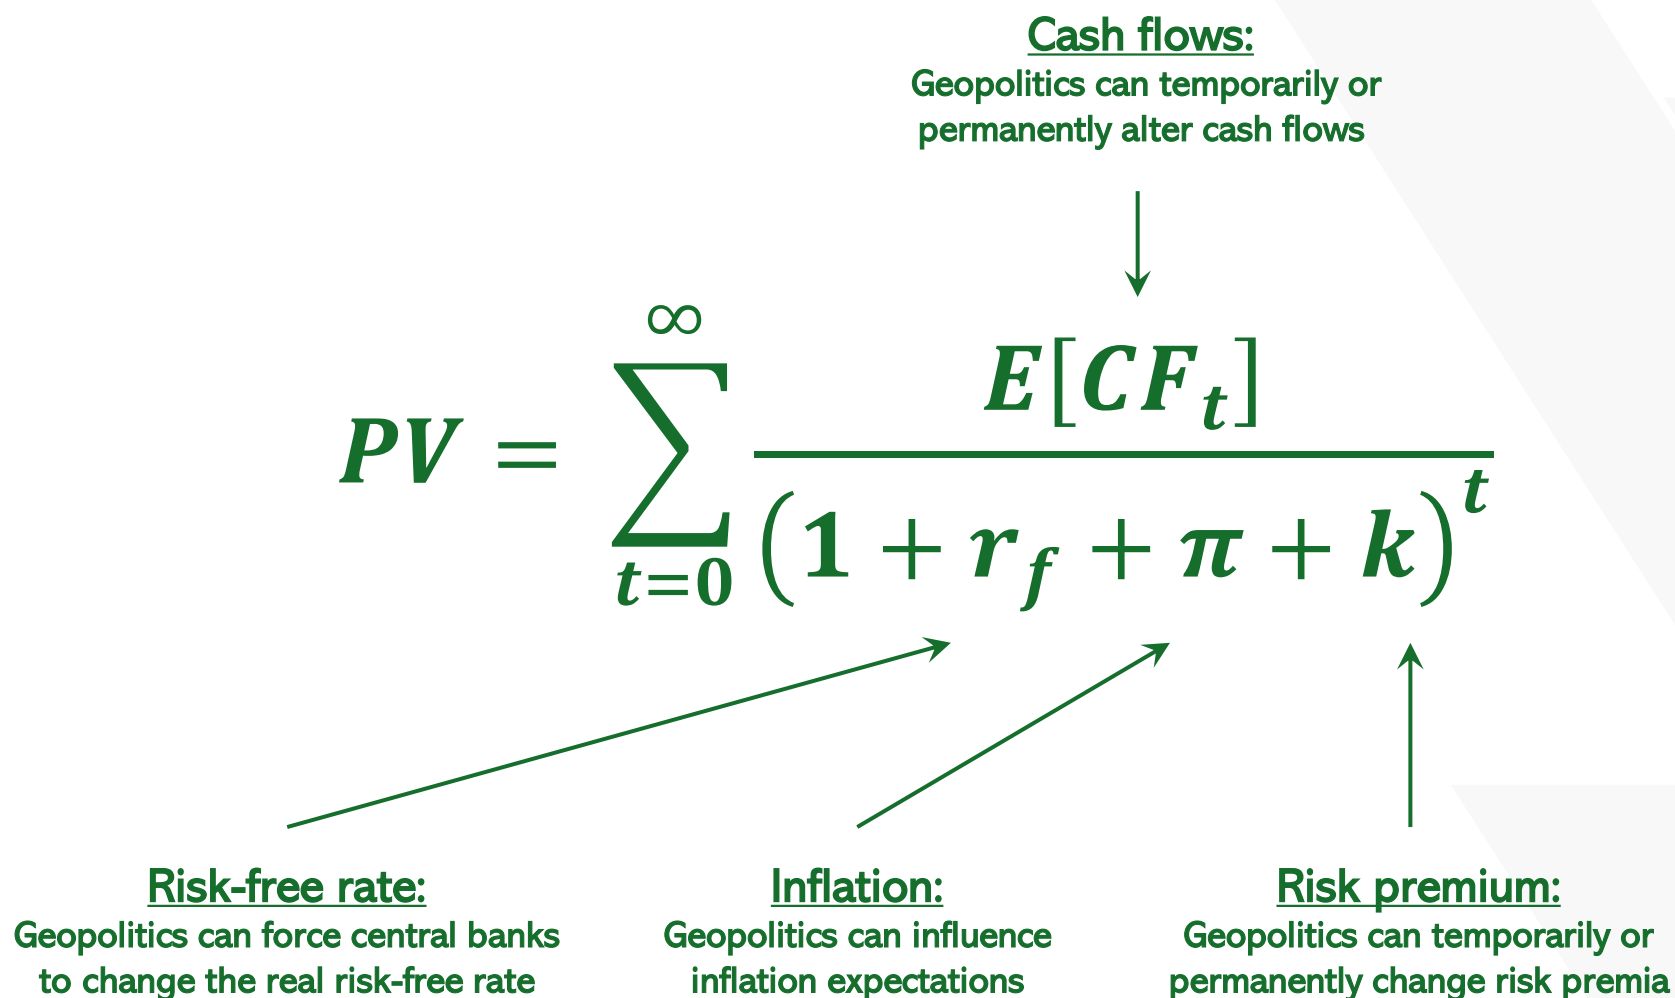 Cash flows:
Geopolitics can temporarily or
permanently alter cash flows
PV = ∑_{t=0}^{∞} E[CF_t] / (1 + r_f + π + k)^t
Risk-free rate:
Geopolitics can force central banks
to change the real risk-free rate
Inflation:
Geopolitics can influence
inflation expectations
Risk premium:
Geopolitics can temporarily or
permanently change risk premia